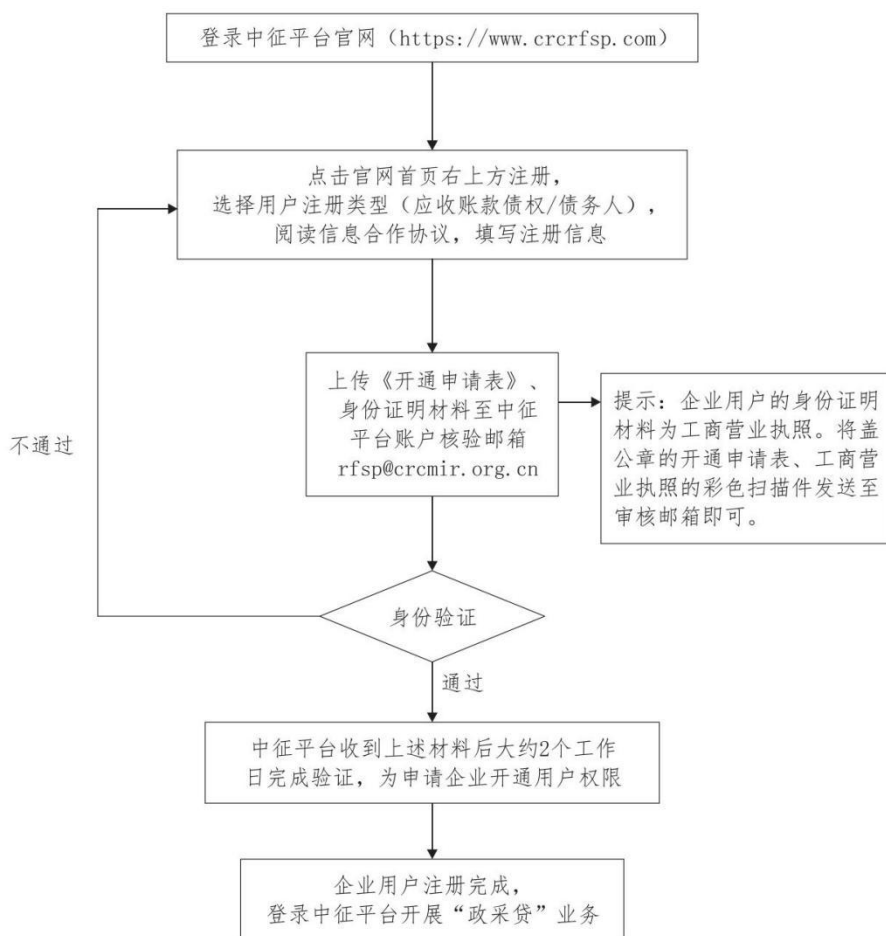 登录中征平台官网（https://www.crcrfsp.com）
点击官网首页右上方注册，
选择用户注册类型（应收账款债权/债务人），
阅读信息合作协议，填写注册信息
上传《开通申请表》、
身份证明材料至中征
平台账户核验邮箱
rfsp@crcmir.org.cn
提示：企业用户的身份证明
材料为工商营业执照。将盖
公章的开通申请表、工商营
业执照的彩色扫描件发送至
审核邮箱即可。
不通过
身份验证
通过
中征平台收到上述材料后大约2个工作
日完成验证，为申请企业开通用户权限
企业用户注册完成，
登录中征平台开展“政采贷”业务